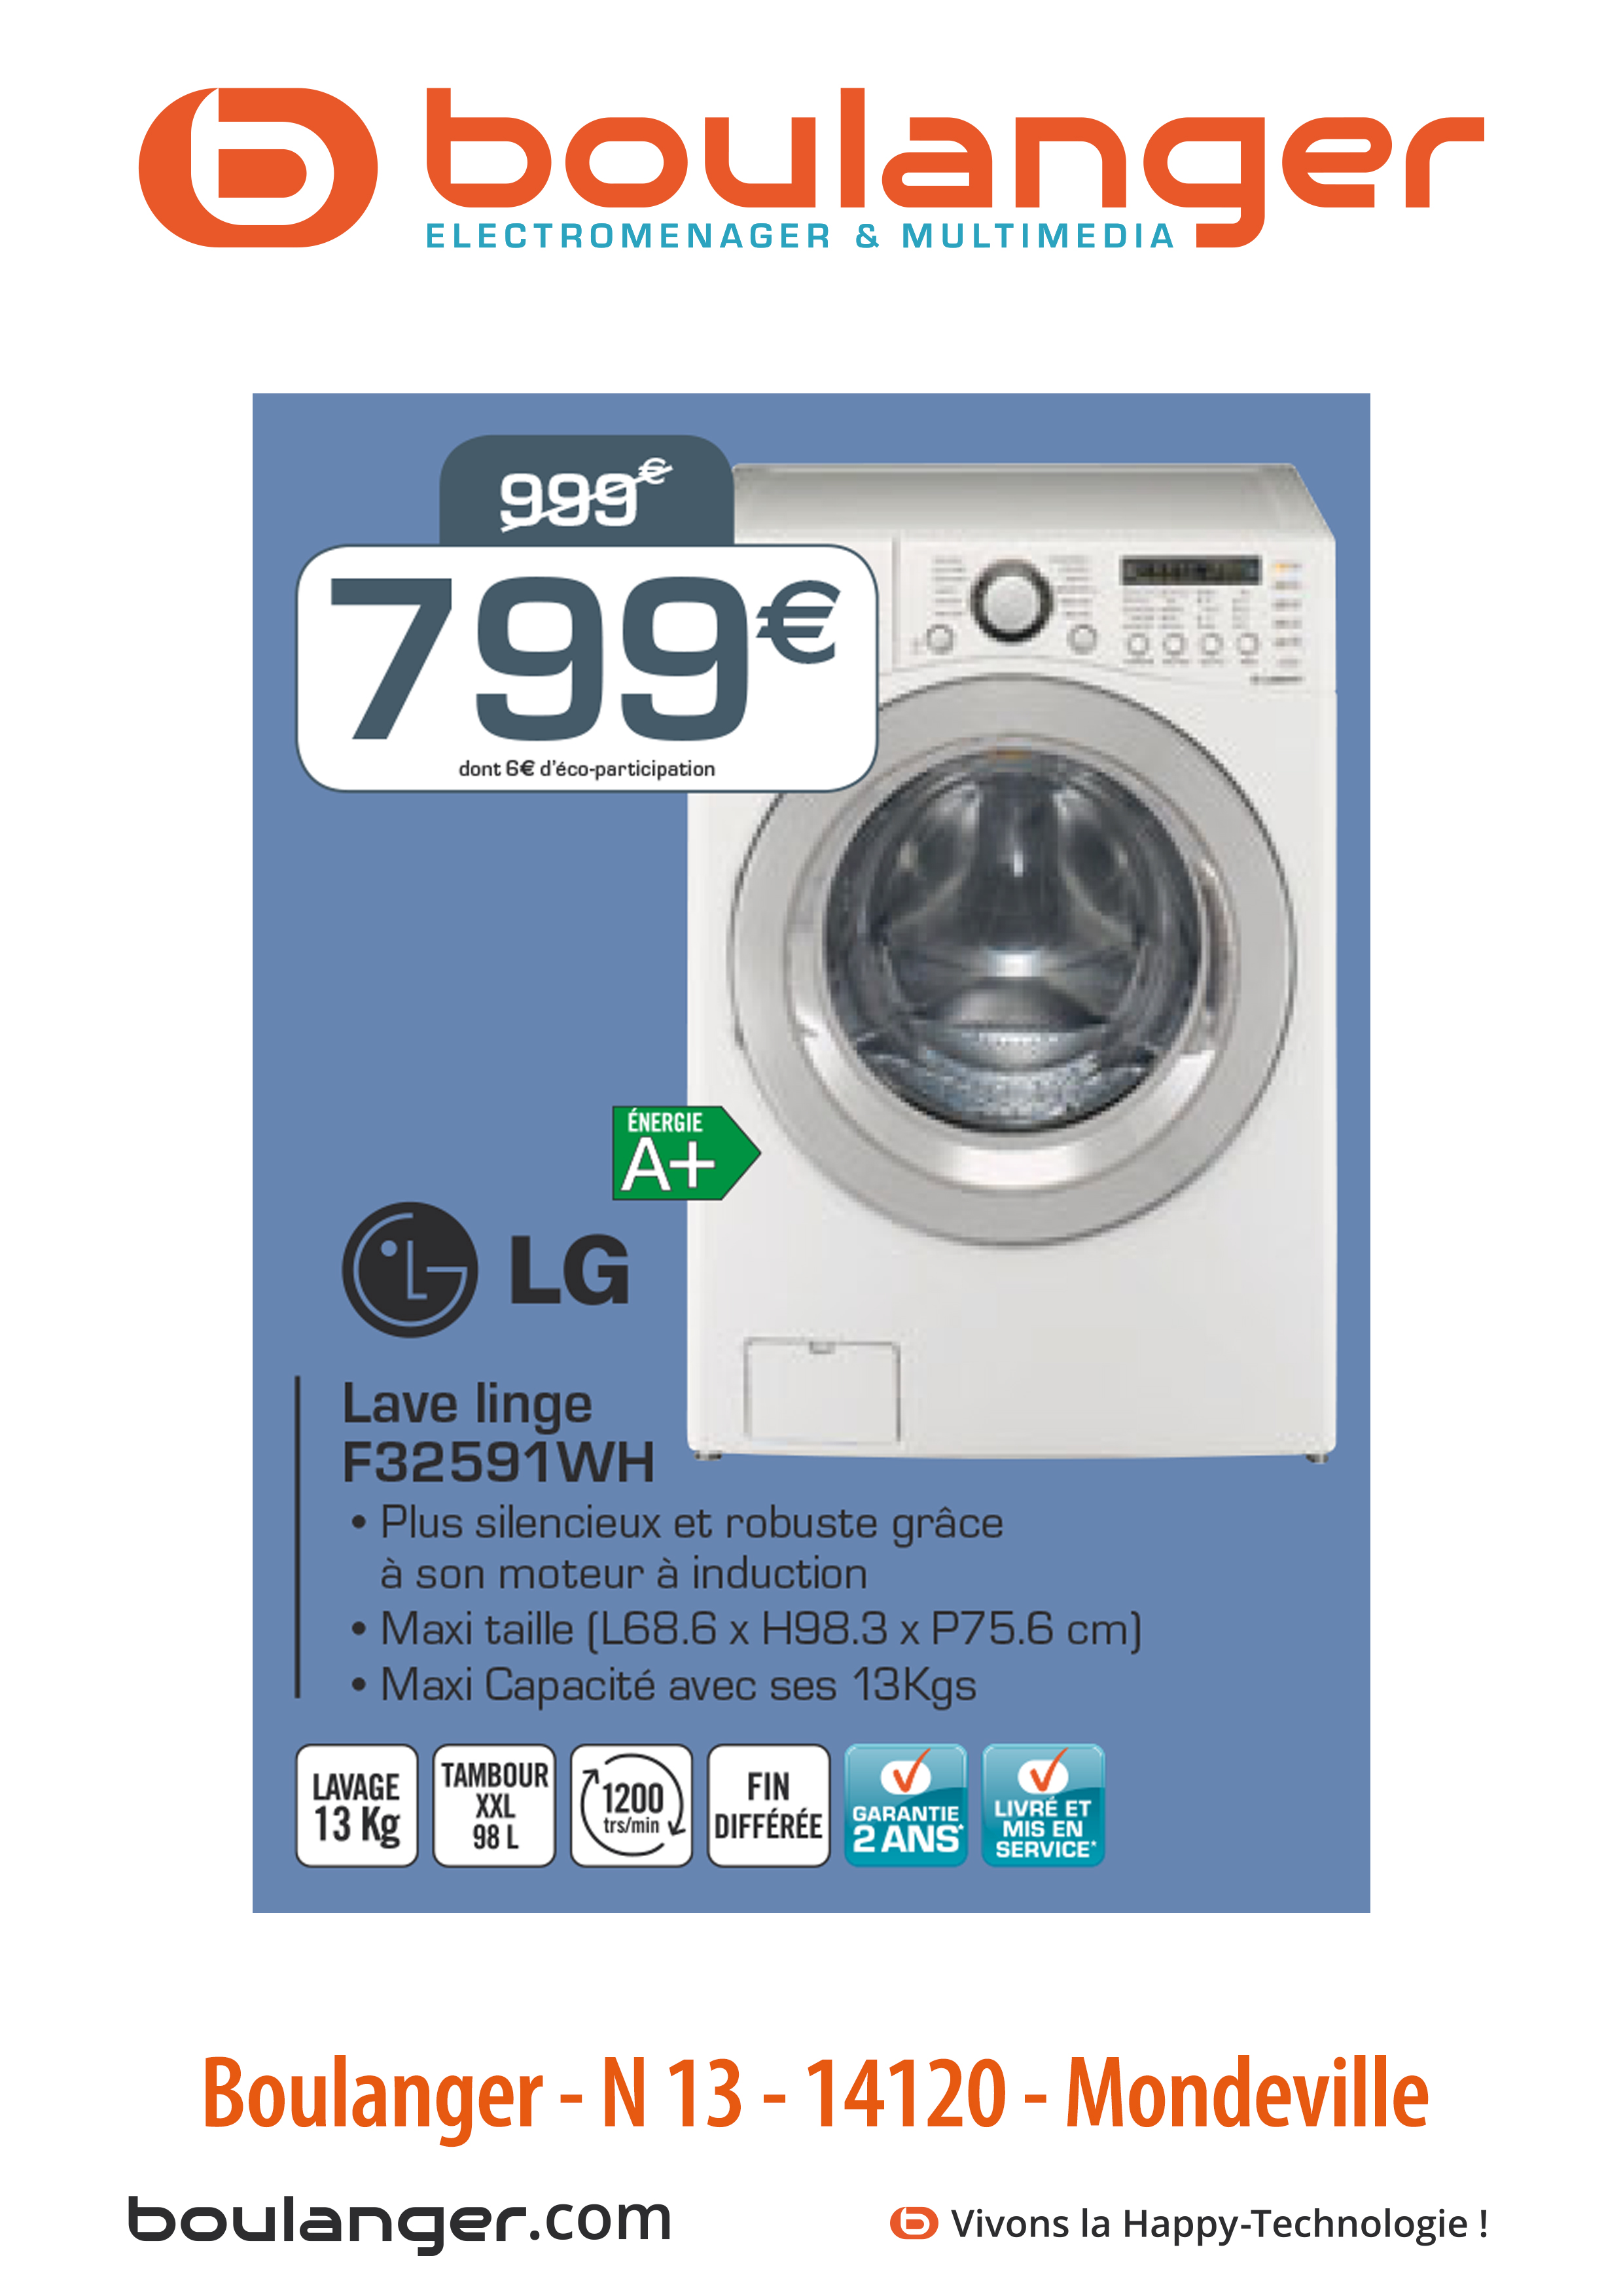 boulanger
ELECTROMENAGER & MULTIMEDIA
999€
799€
dont 6€ d'éco-participation
ÉNERGIE
A+
LG
Lave linge
F32591WH
• Plus silencieux et robuste grâce
à son moteur à induction
• Maxi taille (L68.6 x H98.3 x P75.6 cm)
• Maxi Capacité avec ses 13Kgs
LAVAGE
13 Kg
TAMBOUR
XXL
98 L
1200
trs/min
FIN
DIFFÉRÉE
GARANTIE
2 ANS*
LIVRÉ ET
MIS EN
SERVICE*
Boulanger - N 13 - 14120 - Mondeville
boulanger.com
Vivons la Happy-Technologie !